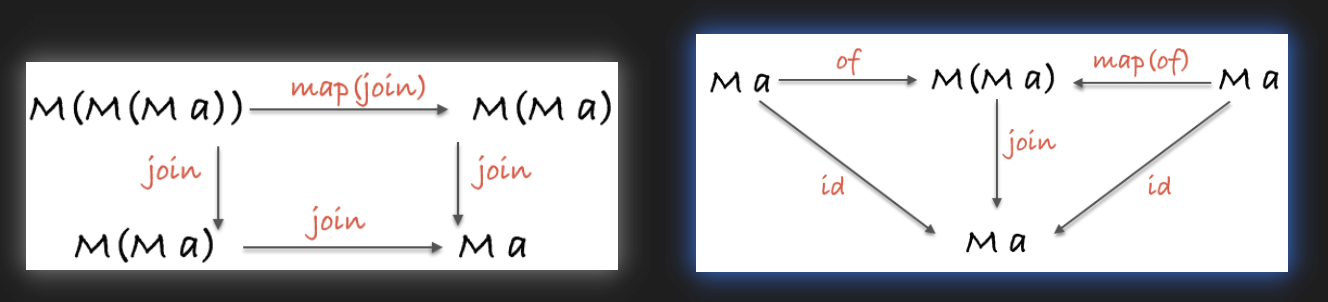 map(join)
M(M(M a)) M(M a)
join join
join
M(M a) M a
of map(of)
M a M(M a) M a
join
id id
M a